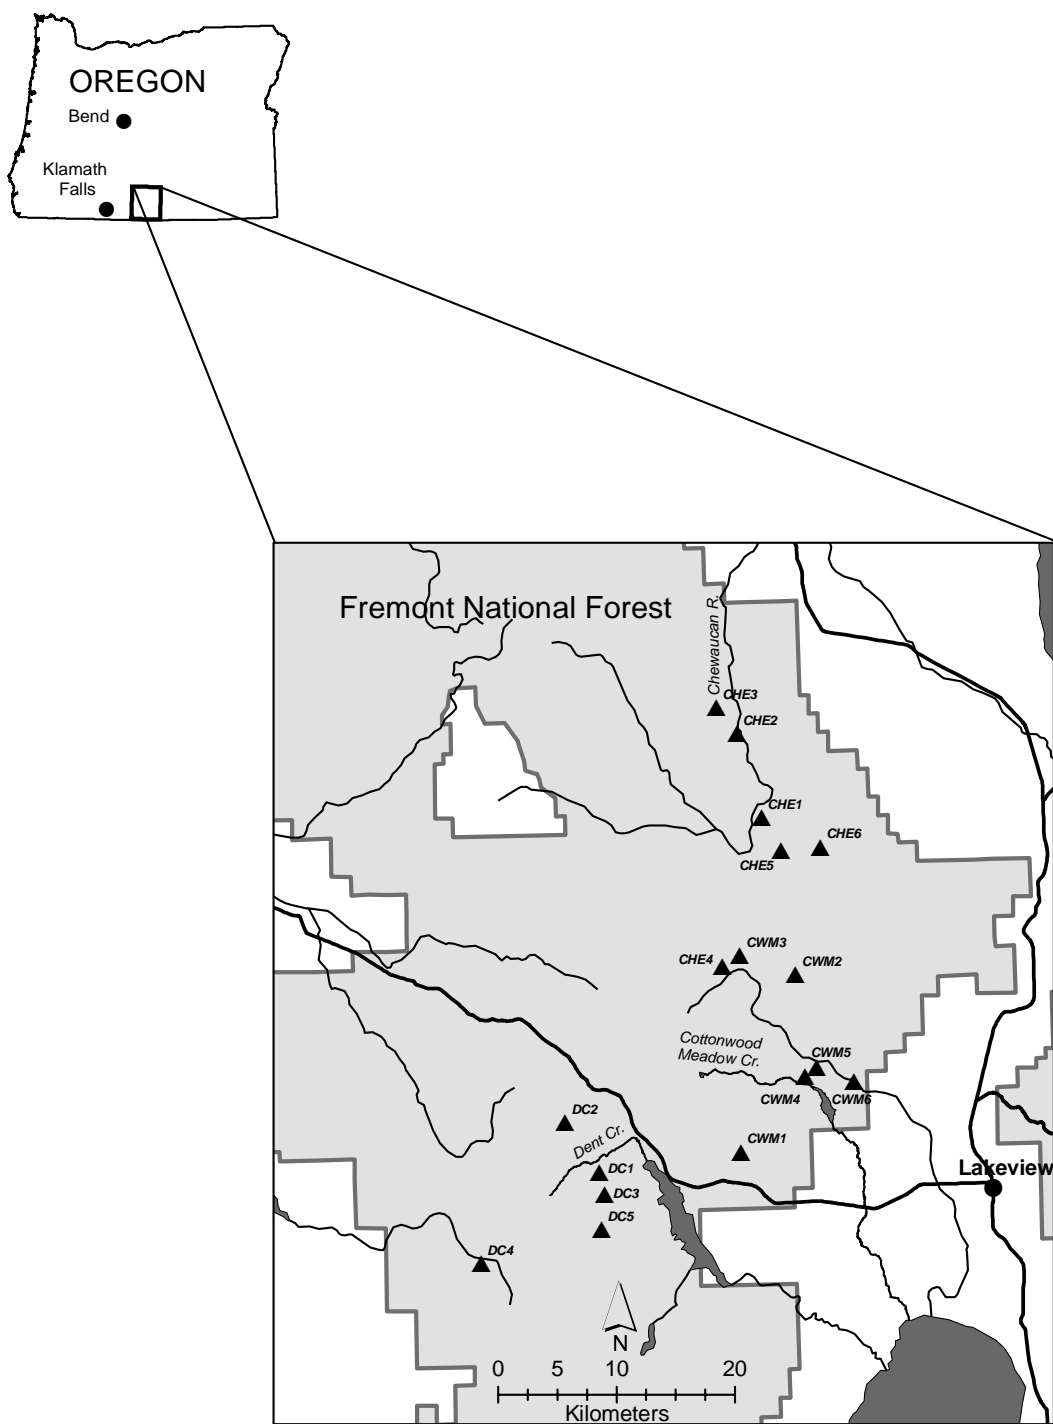 OREGON
Bend
Klamath
Falls
Fremont National Forest
Chewaucan R.
CHE3
CHE2
CHE1
CHE6
CHE5
CWM3
CHE4
CWM2
Cottonwood
Meadow Cr.
CWM5
CWM4
CWM6
DC2
Dent Cr.
CWM1
DC1
Lakeview
DC3
DC5
DC4
N
0 5 10 20
Kilometers